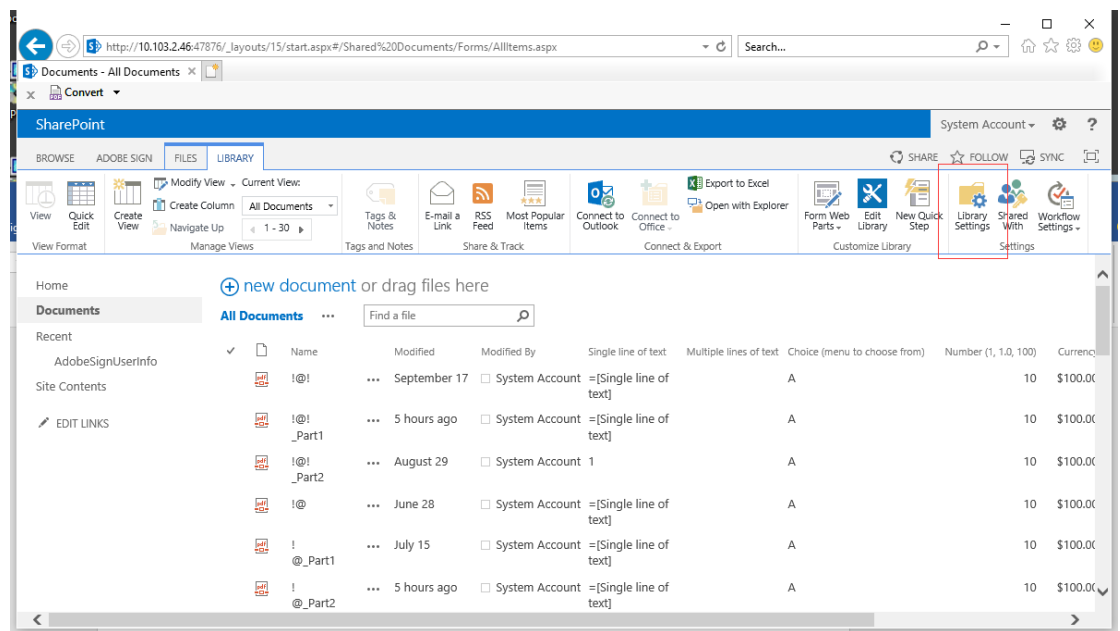 http://10.103.2.46:47876/_layouts/15/start.aspx#/Shared%20Documents/Forms/AllItems.aspx
Search...
Documents - All Documents
x Convert
SharePoint
System Account
?
BROWSE ADOBE SIGN FILES LIBRARY
SHARE FOLLOW SYNC
View
Quick Edit
View Format
Create View
Modify View
Create Column
Navigate Up
Current View:
All Documents
1 - 30
Manage Views
Tags & Notes
Tags and Notes
E-mail a Link
RSS Feed
Most Popular Items
Share & Track
Connect to Outlook
Connect to Office
Export to Excel
Open with Explorer
Connect & Export
Form Web Parts
Edit Library
New Quick Step
Customize Library
Library Settings
Shared With
Workflow Settings
Settings
Home
Documents
Recent
AdobeSignUserInfo
Site Contents
EDIT LINKS
new document or drag files here
All Documents ...
Find a file
Name Modified Modified By Single line of text Multiple lines of text Choice (menu to choose from) Number (1, 1.0, 100) Currency
!@! ... September 17 System Account =[Single line of A 10 $100.00
text]
!@! ... 5 hours ago System Account =[Single line of A 10 $100.00
_Part1 text]
!@! ... August 29 System Account 1 A 10 $100.00
_Part2
!@ ... June 28 System Account =[Single line of A 10 $100.00
text]
! ... July 15 System Account =[Single line of A 10 $100.00
@_Part1 text]
! ... 5 hours ago System Account =[Single line of A 10 $100.00
@_Part2 text]